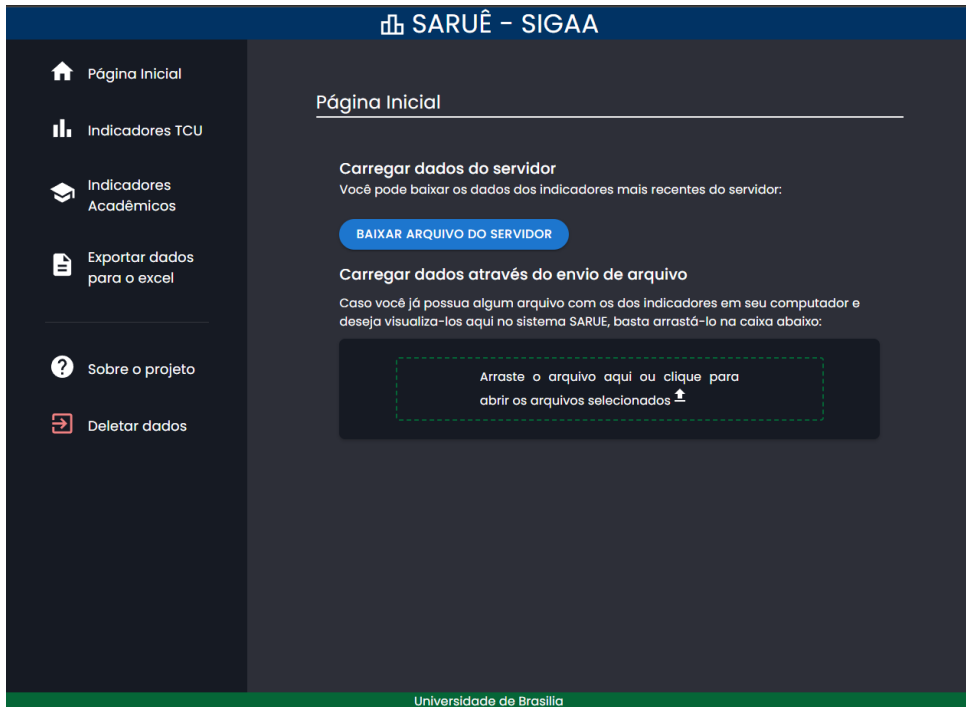 SARUÊ - SIGAA
Página Inicial
Indicadores TCU
Indicadores
Acadêmicos
Exportar dados
para o excel
Sobre o projeto
Deletar dados
Página Inicial
Carregar dados do servidor
Você pode baixar os dados dos indicadores mais recentes do servidor:
BAIXAR ARQUIVO DO SERVIDOR
Carregar dados através do envio de arquivo
Caso você já possua algum arquivo com os dos indicadores em seu computador e
deseja visualiza-los aqui no sistema SARUE, basta arrastá-lo na caixa abaixo:
Arraste o arquivo aqui ou clique para
abrir os arquivos selecionados
Universidade de Brasilia